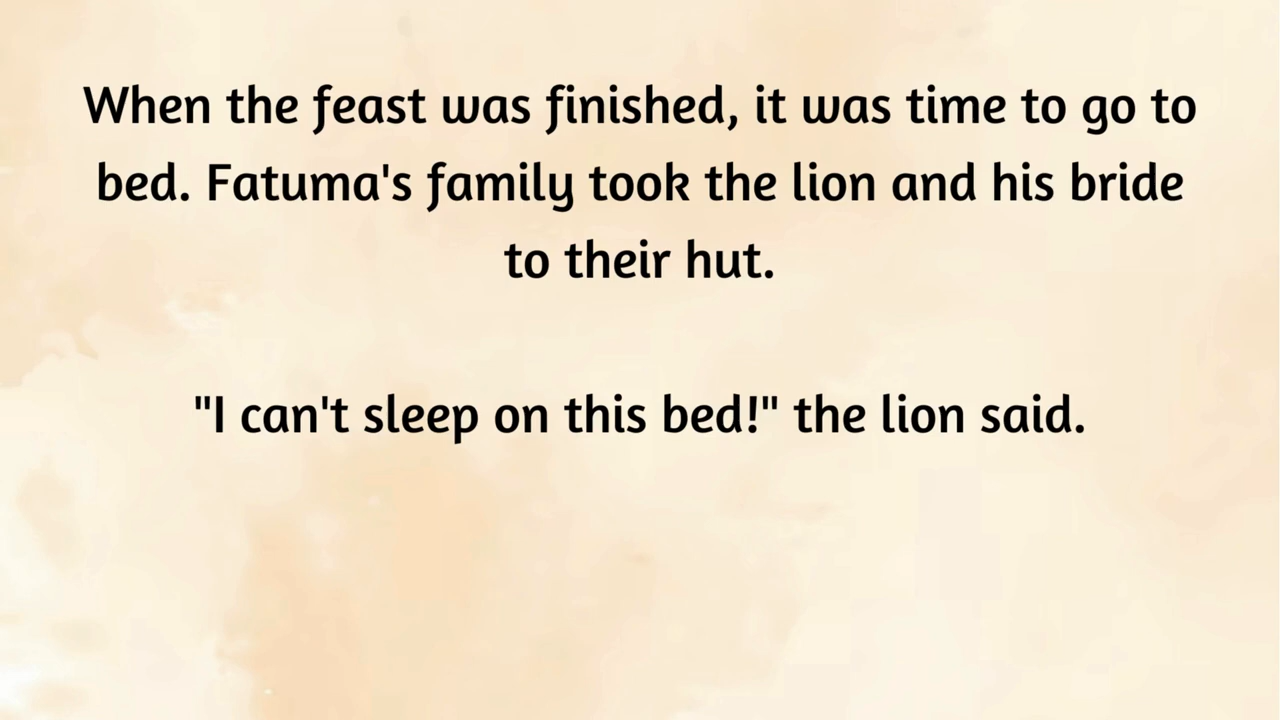 When the feast was finished, it was time to go to
bed. Fatuma's family took the lion and his bride
to their hut.
"I can't sleep on this bed!" the lion said.